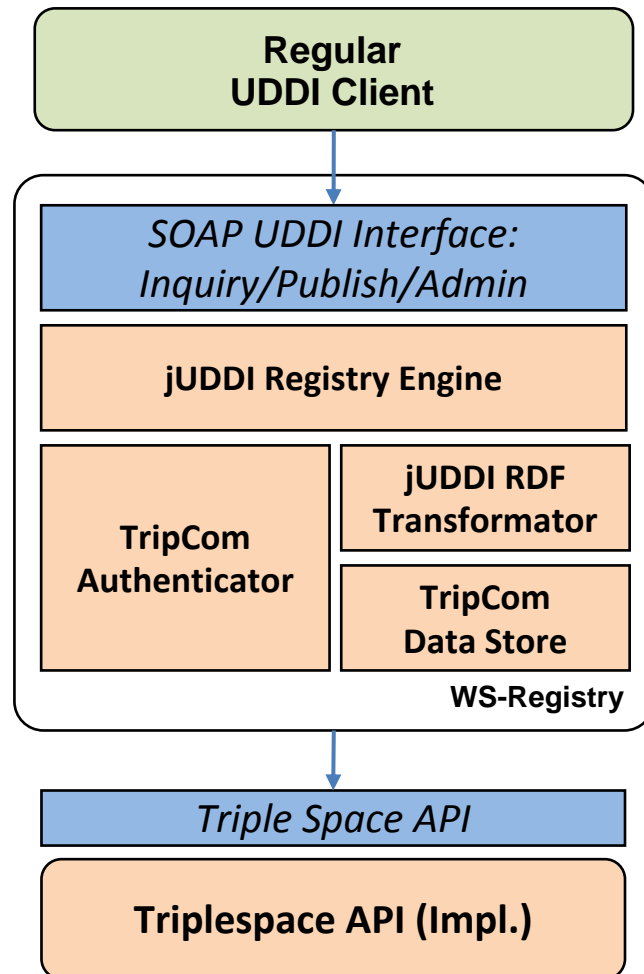 Regular
UDDI Client
SOAP UDDI Interface:
Inquiry/Publish/Admin
jUDDI Registry Engine
TripCom
Authenticator
jUDDI RDF
Transformator
TripCom
Data Store
WS-Registry
Triple Space API
Triplespace API (Impl.)